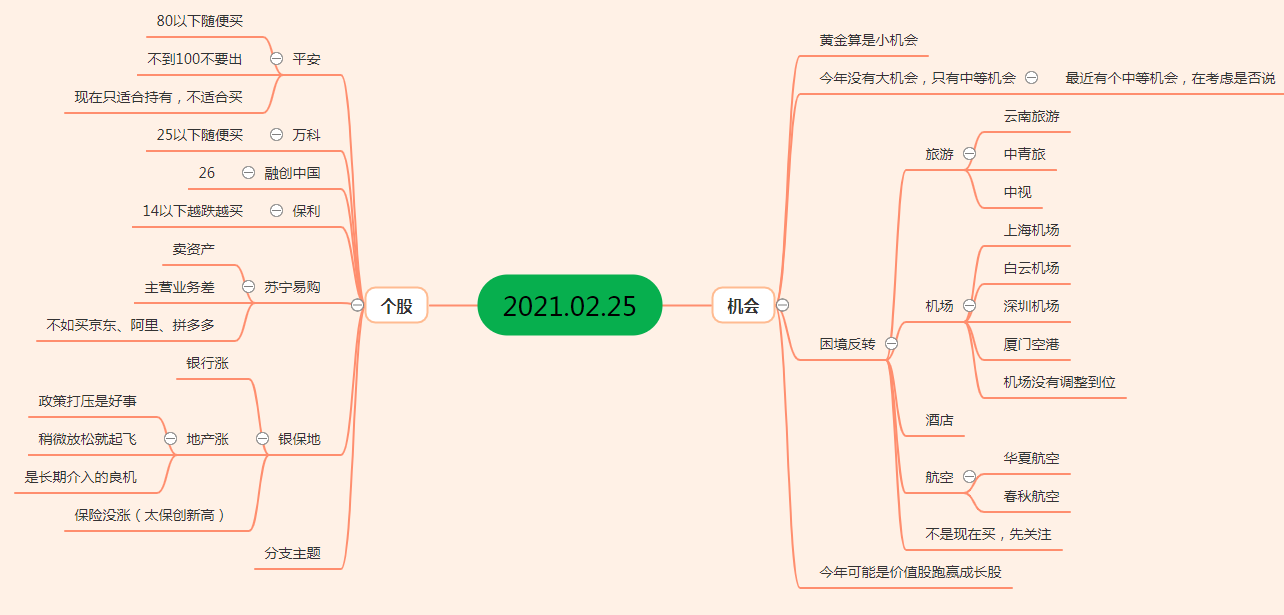 2021.02.25
个股
平安
80以下随便买
不到100不要出
现在只适合持有，不适合买
万科
25以下随便买
融创中国
26
保利
14以下越跌越买
苏宁易购
卖资产
主营业务差
不如买京东、阿里、拼多多
银保地
银行涨
地产涨
政策打压是好事
稍微放松就起飞
是长期介入的良机
保险没涨（太保创新高）
分支主题
机会
黄金算是小机会
今年没有大机会，只有中等机会
最近有个中等机会，在考虑是否说
困境反转
旅游
云南旅游
中青旅
中视
机场
上海机场
白云机场
深圳机场
厦门空港
机场没有调整到位
酒店
航空
华夏航空
春秋航空
不是现在买，先关注
今年可能是价值股跑赢成长股